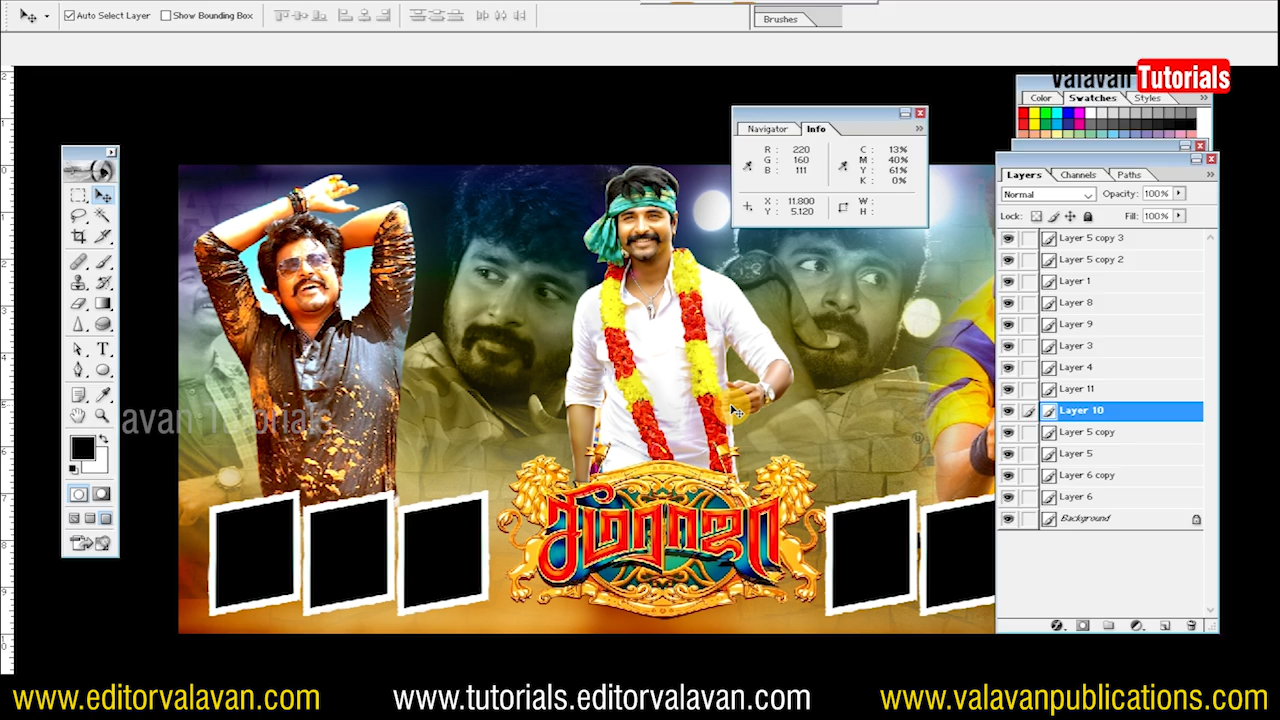 Auto Select Layer
Show Bounding Box
Brushes
valavan Tutorials
Color
Swatches
Styles
Navigator
Info
R : 220
G : 160
B : 111
C : 13%
M : 40%
Y : 61%
K : 0%
X : 11.800
Y : 5.120
W :
H :
Layers
Channels
Paths
Normal
Opacity: 100%
Lock:
Fill: 100%
Layer 5 copy 3
Layer 5 copy 2
Layer 1
Layer 8
Layer 9
Layer 3
Layer 4
Layer 11
Layer 10
Layer 5 copy
Layer 5
Layer 6 copy
Layer 6
Background
avan Tutorials
சீமராஜா
www.editorvalavan.com
www.tutorials.editorvalavan.com
www.valavanpublications.com